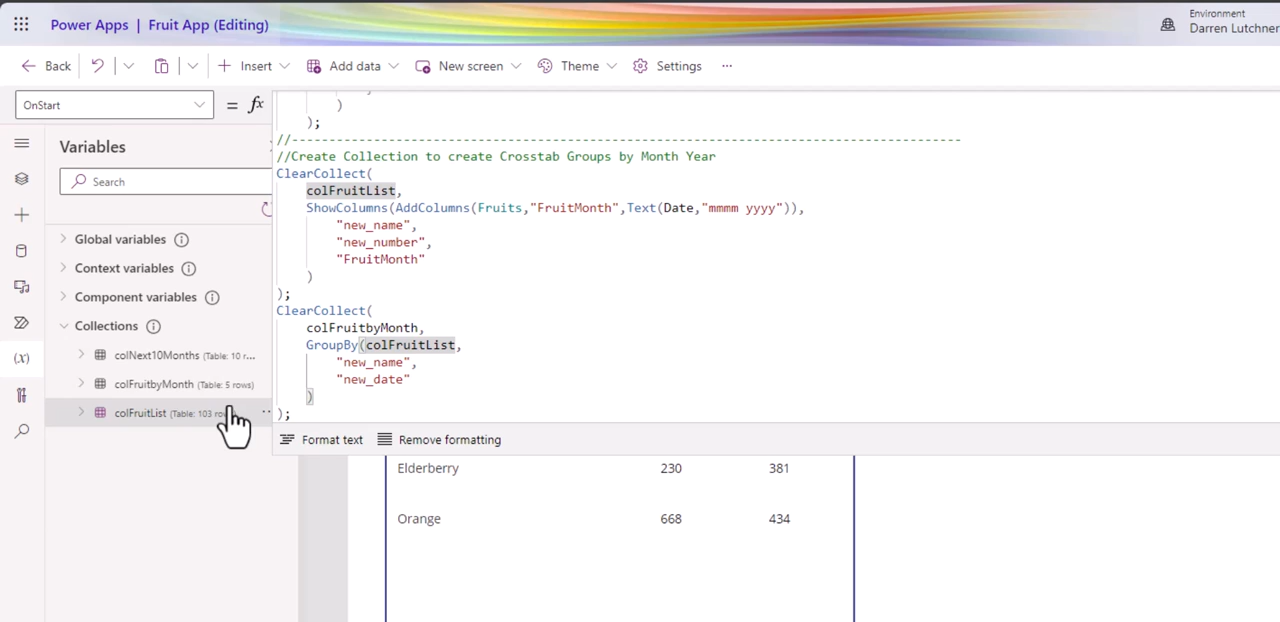 Power Apps | Fruit App (Editing)
Environment
Darren Lutchner
Back
Insert
Add data
New screen
Theme
Settings
...
OnStart
= fx
)
);
//-----------------------------------------------------------------------------------------
//Create Collection to create Crosstab Groups by Month Year
ClearCollect(
colFruitList,
ShowColumns(AddColumns(Fruits,"FruitMonth",Text(Date,"mmmm yyyy")),
"new_name",
"new_number",
"FruitMonth"
)
);
ClearCollect(
colFruitbyMonth,
GroupBy(colFruitList,
"new_name",
"new_date"
)
);
Format text
Remove formatting
Variables
Search
Global variables
Context variables
Component variables
Collections
colNext10Months (Table: 10 r...
colFruitbyMonth (Table: 5 rows)
colFruitList (Table: 103
(x)
Elderberry 230 381
Orange 668 434